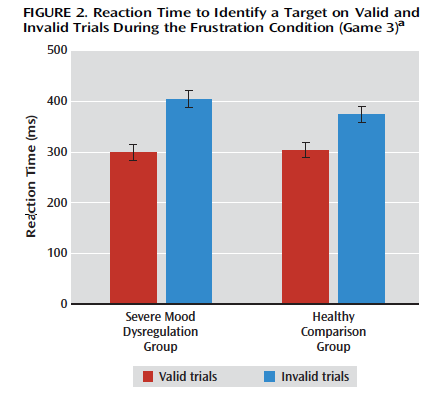 FIGURE 2. Reaction Time to Identify a Target on Valid and
Invalid Trials During the Frustration Condition (Game 3)a
500
400
300
200
100
0
Reaction Time (ms)
Severe Mood
Dysregulation
Group
Healthy
Comparison
Group
Valid trials
Invalid trials